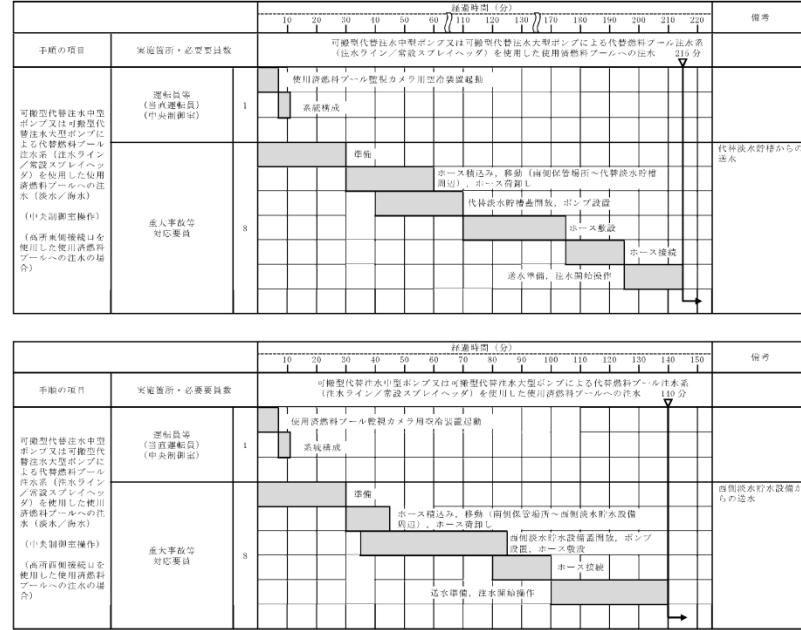 経過時間（分）
備考
10 20 30 40 50 60 110 120 130 170 180 190 200 210 220
手順の項目
実施箇所・必要要員数
可搬型代替注水中型ポンプ又は可搬型代替注水大型ポンプによる代替燃料プール注水系
（注水ライン／常設スプレイヘッダ）を使用した使用済燃料プールへの注水 215分
可搬型代替注水中型
ポンプ又は可搬型代
替注水大型ポンプに
よる代替燃料プール
注水系（注水ライン
／常設スプレイヘッ
ダ）を使用した使用
済燃料プールへの注
水（淡水／海水）
（中央制御室操作）
（高所東側接続口を
使用した使用済燃料
プールへの注水の場
合）
運転員等
（当直運転員）
（中央制御室）
1
使用済燃料プール監視カメラ用空冷装置起動
系統構成
重大事故等
対応要員
8
準備
ホース積込み，移動（南側保管場所～代替淡水貯槽
周辺），ホース荷卸し
代替淡水貯槽蓋開放，ポンプ設置
ホース敷設
ホース接続
送水準備，注水開始操作
代替淡水貯槽からの
送水
経過時間（分）
備考
10 20 30 40 50 60 70 80 90 100 110 120 130 140 150
手順の項目
実施箇所・必要要員数
可搬型代替注水中型ポンプ又は可搬型代替注水大型ポンプによる代替燃料プール注水系
（注水ライン／常設スプレイヘッダ）を使用した使用済燃料プールへの注水 140分
可搬型代替注水中型
ポンプ又は可搬型代
替注水大型ポンプに
よる代替燃料プール
注水系（注水ライン
／常設スプレイヘッ
ダ）を使用した使用
済燃料プールへの注
水（淡水／海水）
（中央制御室操作）
（高所西側接続口を
使用した使用済燃料
プールへの注水の場
合）
運転員等
（当直運転員）
（中央制御室）
1
使用済燃料プール監視カメラ用空冷装置起動
系統構成
重大事故等
対応要員
8
準備
ホース積込み，移動（南側保管場所～西側淡水貯水設備
周辺），ホース荷卸し
西側淡水貯水設備蓋開放，ポンプ
設置，ホース敷設
ホース接続
送水準備，注水開始操作
西側淡水貯水設備か
らの送水